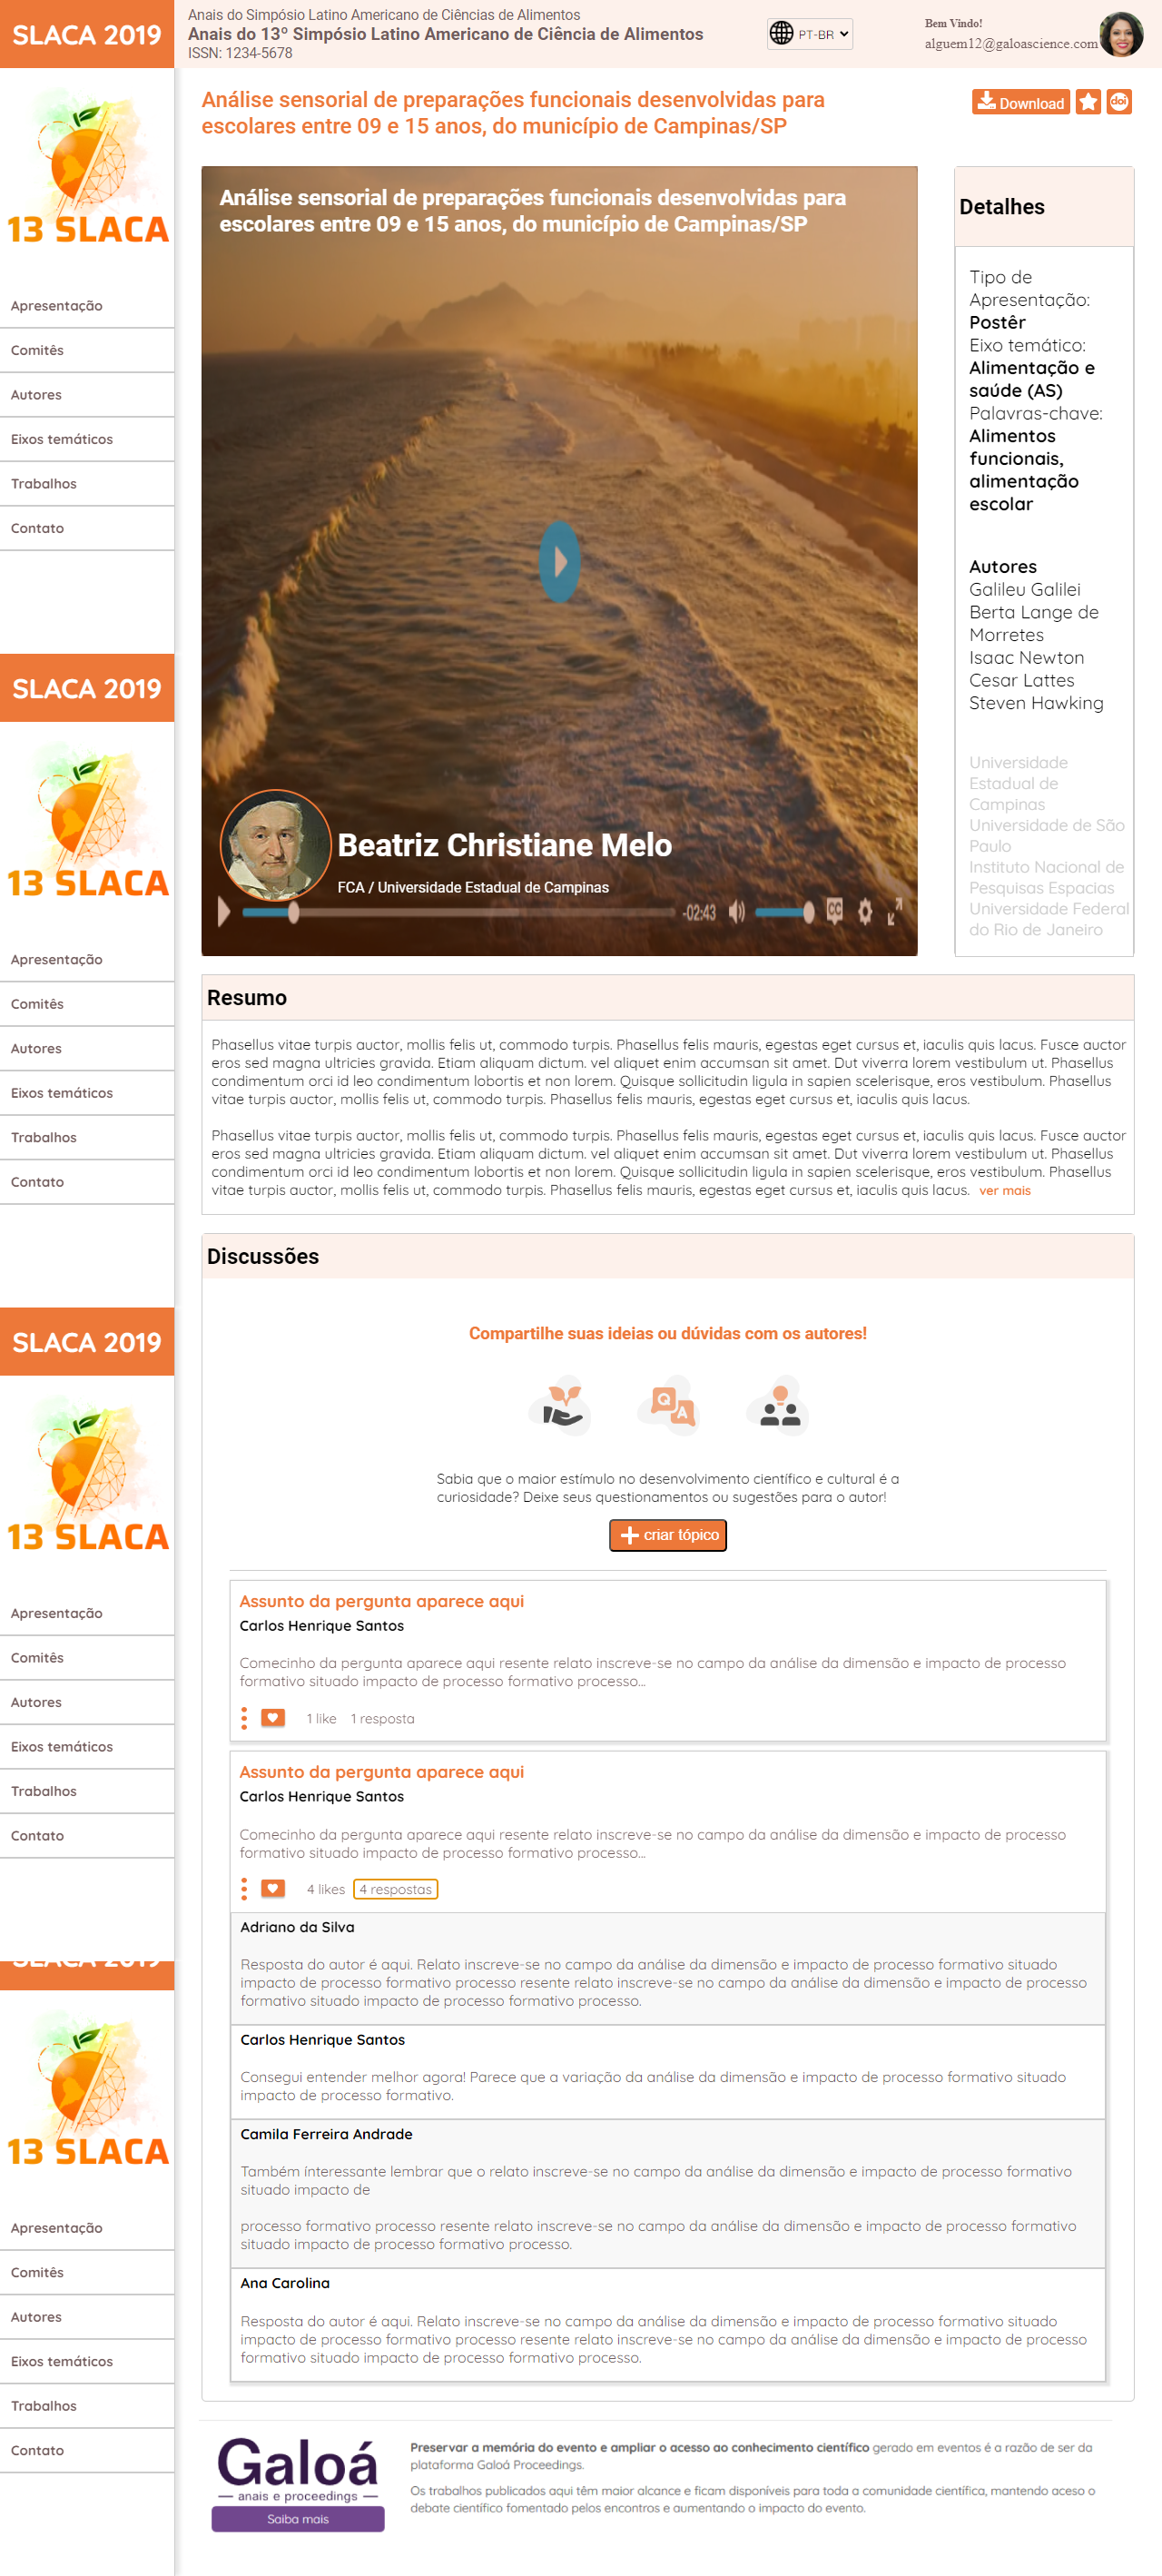 SLACA 2019
Anais do Simpósio Latino Americano de Ciências de Alimentos
Anais do 13º Simpósio Latino Americano de Ciência de Alimentos
ISSN: 1234-5678
PT-BR
Bem Vindo!
alguem12@galoascience.com
13 SLACA
Apresentação
Comitês
Autores
Eixos temáticos
Trabalhos
Contato
SLACA 2019
13 SLACA
Apresentação
Comitês
Autores
Eixos temáticos
Trabalhos
Contato
SLACA 2019
13 SLACA
Apresentação
Comitês
Autores
Eixos temáticos
Trabalhos
Contato
SLACA 2019
13 SLACA
Apresentação
Comitês
Autores
Eixos temáticos
Trabalhos
Contato
Análise sensorial de preparações funcionais desenvolvidas para
escolares entre 09 e 15 anos, do município de Campinas/SP
Download
doi
Análise sensorial de preparações funcionais desenvolvidas para
escolares entre 09 e 15 anos, do município de Campinas/SP
Beatriz Christiane Melo
FCA / Universidade Estadual de Campinas
-02:43
CC
Detalhes
Tipo de
Apresentação:
Postêr
Eixo temático:
Alimentação e
saúde (AS)
Palavras-chave:
Alimentos
funcionais,
alimentação
escolar
Autores
Galileu Galilei
Berta Lange de
Morretes
Isaac Newton
Cesar Lattes
Steven Hawking
Universidade
Estadual de
Campinas
Universidade de São
Paulo
Instituto Nacional de
Pesquisas Espacias
Universidade Federal
do Rio de Janeiro
Resumo
Phasellus vitae turpis auctor, mollis felis ut, commodo turpis. Phasellus felis mauris, egestas eget cursus et, iaculis quis lacus. Fusce auctor
eros sed magna ultricies gravida. Etiam aliquam dictum. vel aliquet enim accumsan sit amet. Dut viverra lorem vestibulum ut. Phasellus
condimentum orci id leo condimentum lobortis et non lorem. Quisque sollicitudin ligula in sapien scelerisque, eros vestibulum. Phasellus
vitae turpis auctor, mollis felis ut, commodo turpis. Phasellus felis mauris, egestas eget cursus et, iaculis quis lacus.
Phasellus vitae turpis auctor, mollis felis ut, commodo turpis. Phasellus felis mauris, egestas eget cursus et, iaculis quis lacus. Fusce auctor
eros sed magna ultricies gravida. Etiam aliquam dictum. vel aliquet enim accumsan sit amet. Dut viverra lorem vestibulum ut. Phasellus
condimentum orci id leo condimentum lobortis et non lorem. Quisque sollicitudin ligula in sapien scelerisque, eros vestibulum. Phasellus
vitae turpis auctor, mollis felis ut, commodo turpis. Phasellus felis mauris, egestas eget cursus et, iaculis quis lacus. ver mais
Discussões
Compartilhe suas ideias ou dúvidas com os autores!
Q A
Sabia que o maior estímulo no desenvolvimento científico e cultural é a
curiosidade? Deixe seus questionamentos ou sugestões para o autor!
criar tópico
Assunto da pergunta aparece aqui
Carlos Henrique Santos
Comecinho da pergunta aparece aqui resente relato inscreve-se no campo da análise da dimensão e impacto de processo
formativo situado impacto de processo formativo processo...
1 like 1 resposta
Assunto da pergunta aparece aqui
Carlos Henrique Santos
Comecinho da pergunta aparece aqui resente relato inscreve-se no campo da análise da dimensão e impacto de processo
formativo situado impacto de processo formativo processo...
4 likes 4 respostas
Adriano da Silva
Resposta do autor é aqui. Relato inscreve-se no campo da análise da dimensão e impacto de processo formativo situado
impacto de processo formativo processo resente relato inscreve-se no campo da análise da dimensão e impacto de processo
formativo situado impacto de processo formativo processo.
Carlos Henrique Santos
Consegui entender melhor agora! Parece que a variação da análise da dimensão e impacto de processo formativo situado
impacto de processo formativo.
Camila Ferreira Andrade
Também ínteressante lembrar que o relato inscreve-se no campo da análise da dimensão e impacto de processo formativo
situado impacto de
processo formativo processo resente relato inscreve-se no campo da análise da dimensão e impacto de processo formativo
situado impacto de processo formativo processo.
Ana Carolina
Resposta do autor é aqui. Relato inscreve-se no campo da análise da dimensão e impacto de processo formativo situado
impacto de processo formativo processo resente relato inscreve-se no campo da análise da dimensão e impacto de processo
formativo situado impacto de processo formativo processo.
Galoá
anais e proceedings
Saiba mais
Preservar a memória do evento e ampliar o acesso ao conhecimento científico gerado em eventos é a razão de ser da
plataforma Galoá Proceedings.
Os trabalhos publicados aqui têm maior alcance e ficam disponíveis para toda a comunidade científica, mantendo aceso o
debate científico fomentado pelos encontros e aumentando o impacto do evento.